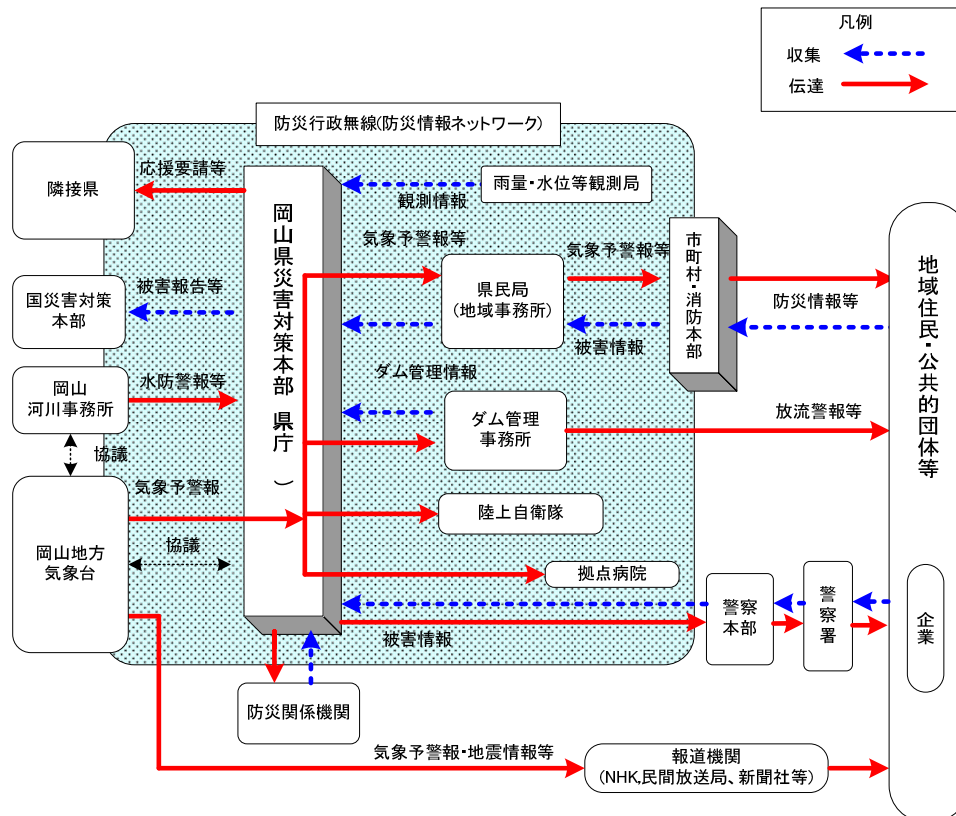 凡例
収集
伝達
防災行政無線(防災情報ネットワーク)
隣接県
応援要請等
雨量・水位等観測局
観測情報
岡山県災害対策本部 県庁 )
気象予警報等
気象予警報等
市町村・消防本部
地域住民・公共的団体等
国災害対策
本部
被害報告等
県民局
(地域事務所)
防災情報等
被害情報
岡山
河川事務所
水防警報等
ダム管理情報
ダム管理
事務所
放流警報等
協議
気象予警報
岡山地方
気象台
陸上自衛隊
協議
拠点病院
警察
本部
警察署
企業
被害情報
防災関係機関
気象予警報・地震情報等
報道機関
(NHK,民間放送局、新聞社等)